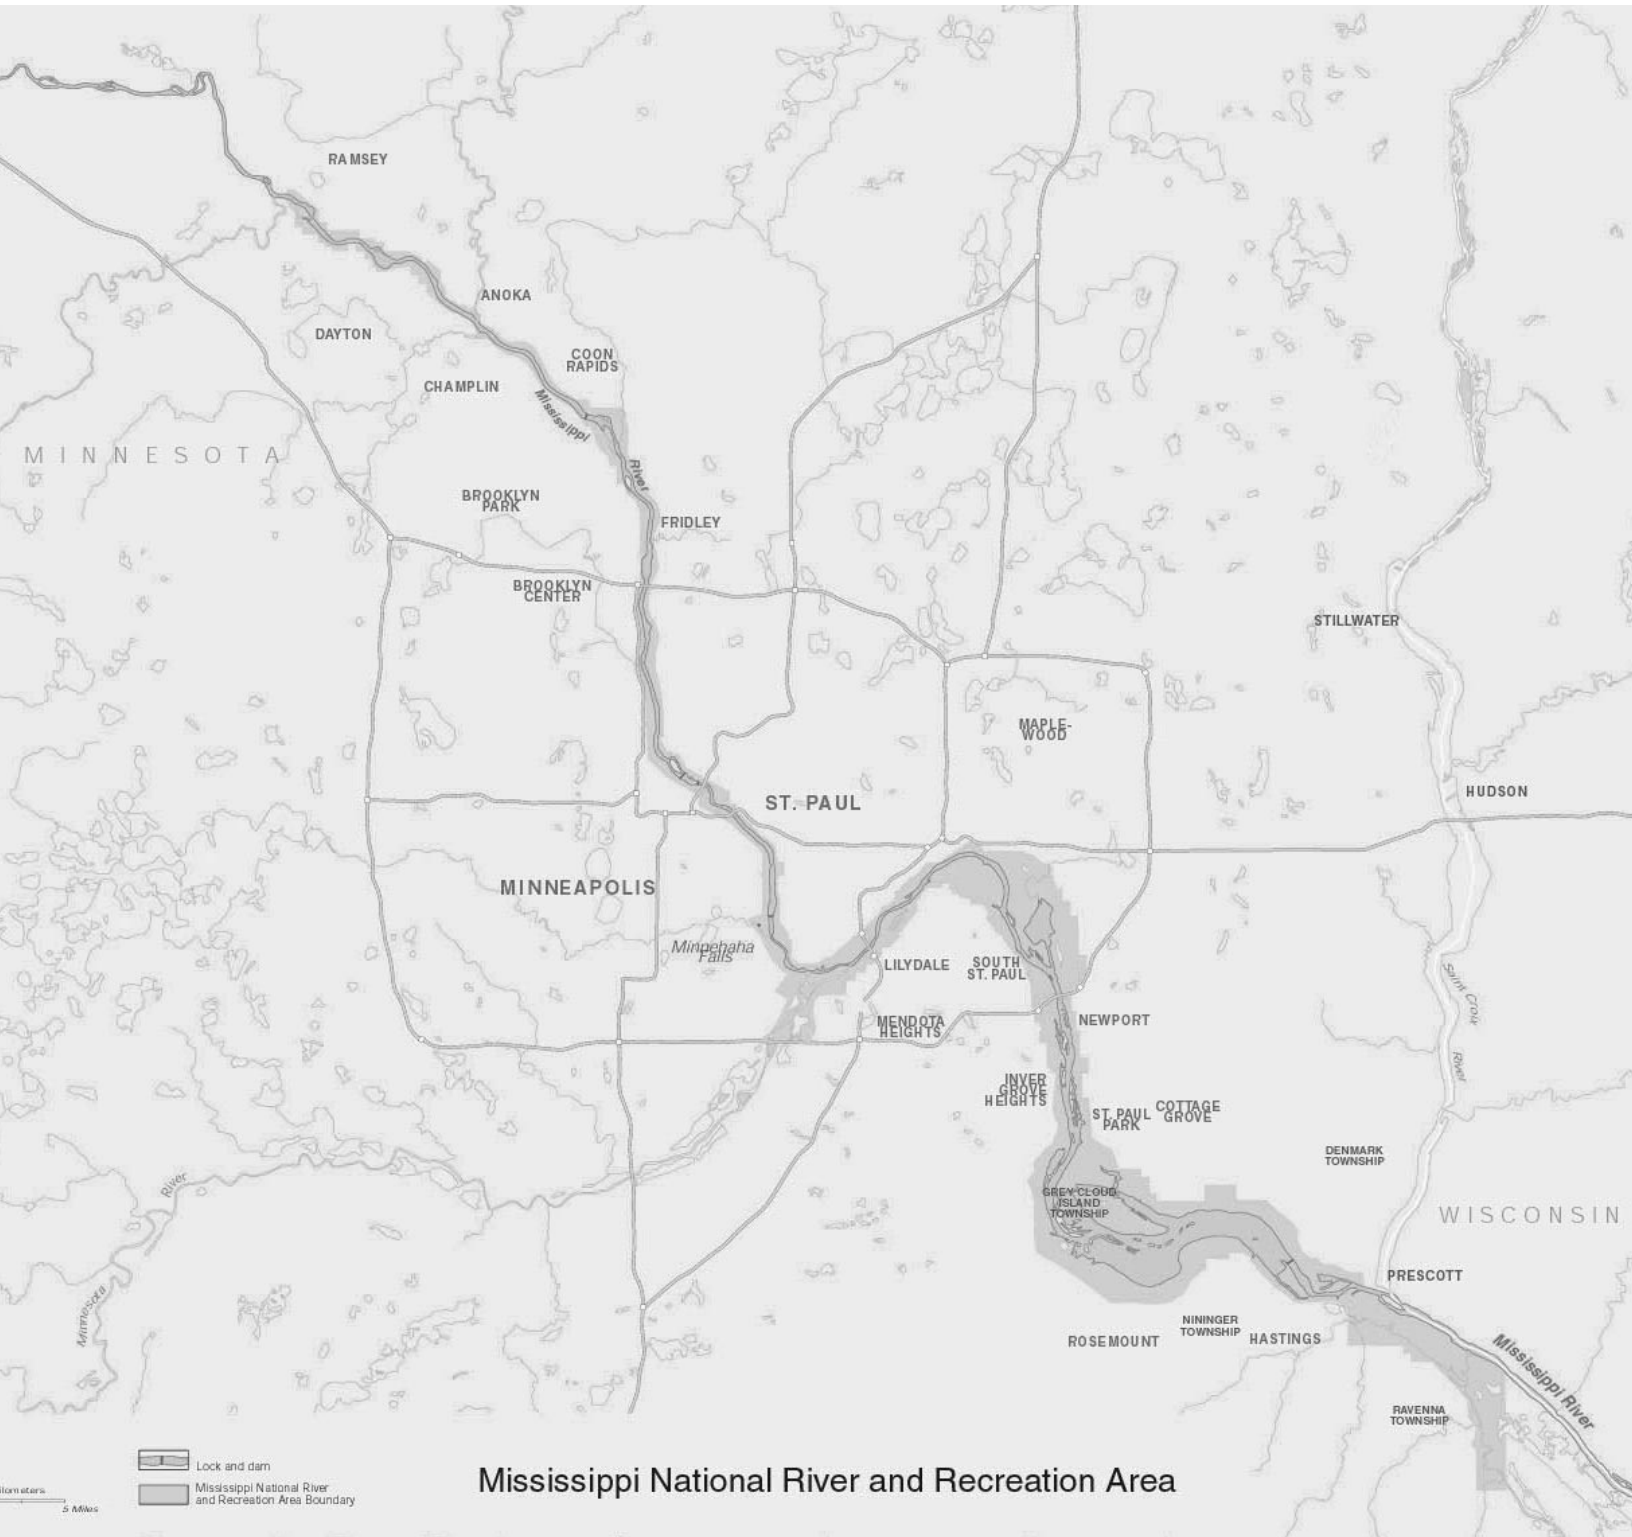 RAMSEY
ANOKA
DAYTON
COON
RAPIDS
CHAMPLIN
Mississippi
River
MINNESOTA
BROOKLYN
PARK
FRIDLEY
BROOKLYN
CENTER
STILLWATER
MAPLE-
WOOD
HUDSON
ST. PAUL
MINNEAPOLIS
Minnehaha
Falls
LILYDALE
SOUTH
ST. PAUL
Saint Croix
River
MENDOTA
HEIGHTS
NEWPORT
INVER
GROVE
HEIGHTS
ST. PAUL
PARK
COTTAGE
GROVE
DENMARK
TOWNSHIP
River
Minnesota
GREY CLOUD
ISLAND
TOWNSHIP
WISCONSIN
PRESCOTT
NININGER
TOWNSHIP
ROSEMOUNT
HASTINGS
Mississippi River
RAVENNA
TOWNSHIP
Lock and dam
Mississippi National River
and Recreation Area Boundary
ilometers
5 Miles
Mississippi National River and Recreation Area